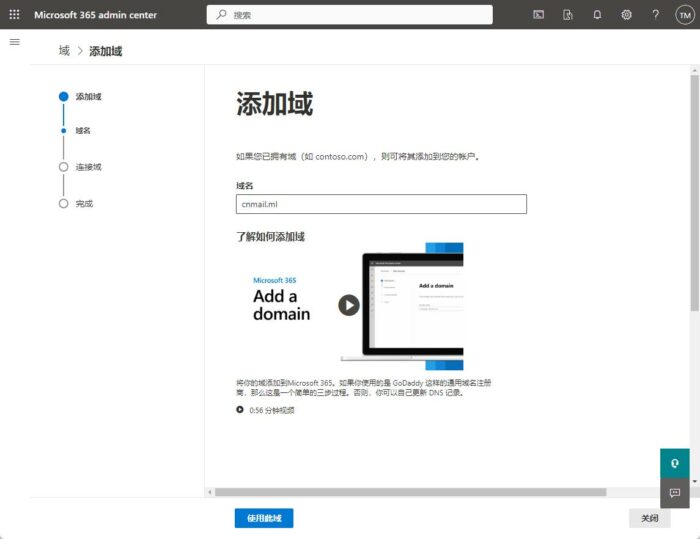 Microsoft 365 admin center
搜索
TM
域 > 添加域
添加域
域名
连接域
完成
添加域
如果您已拥有域（如 contoso.com），则可将其添加到您的帐户。
域名
cnmail.ml
了解如何添加域
Microsoft 365
Add a
domain
Add a domain
将你的域添加到Microsoft 365。如果你使用的是 GoDaddy 这样的通用域名注册
商，那么这是一个简单的三步过程。否则，你可以自己更新 DNS 记录。
0:56 分钟视频
使用此域
关闭